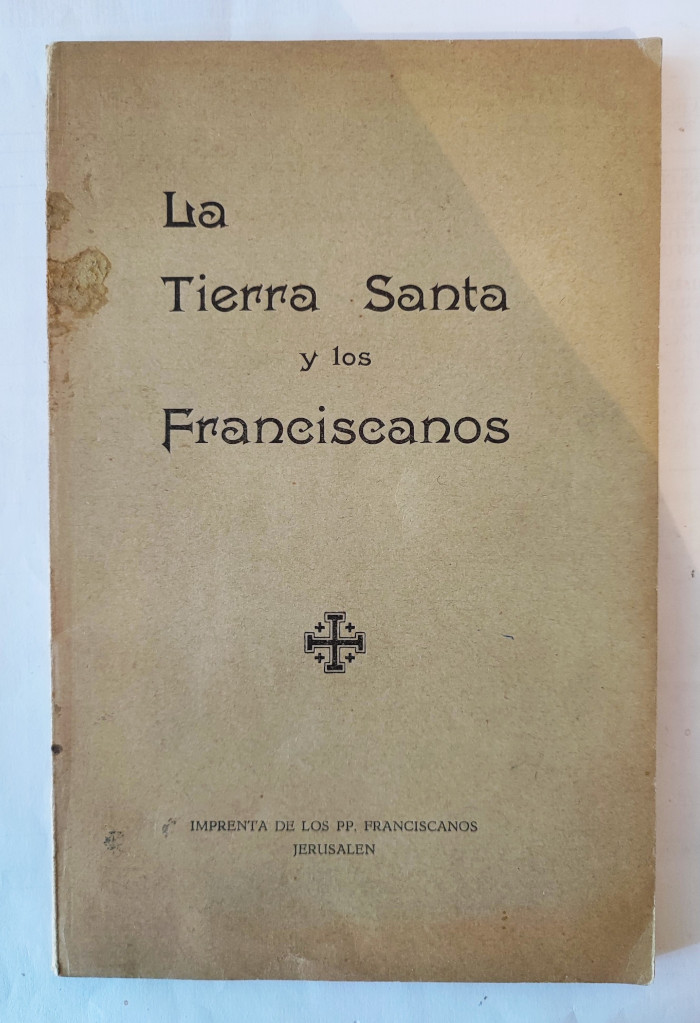 La
Tierra Santa
y los
Franciscanos
IMPRENTA DE LOS PP. FRANCISCANOS
JERUSALEN